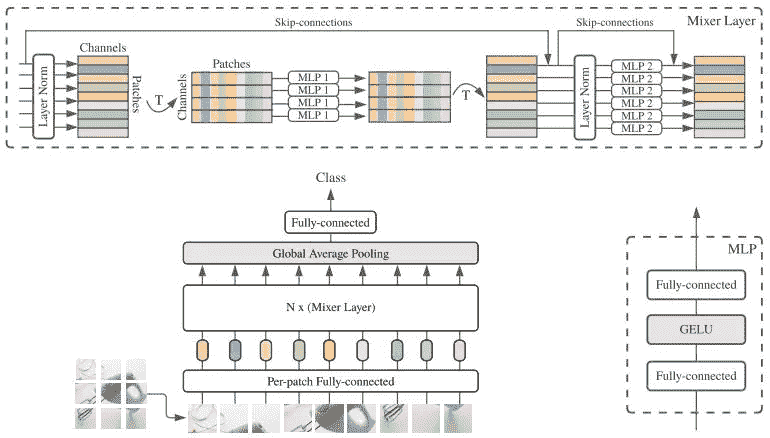 Skip-connections
Skip-connections
Mixer Layer
Channels
Patches
Layer Norm
Patches
T
Channels
MLP 1
MLP 1
MLP 1
MLP 1
T
Layer Norm
MLP 2
MLP 2
MLP 2
MLP 2
MLP 2
MLP 2
Class
Fully-connected
Global Average Pooling
N x (Mixer Layer)
Per-patch Fully-connected
MLP
Fully-connected
GELU
Fully-connected